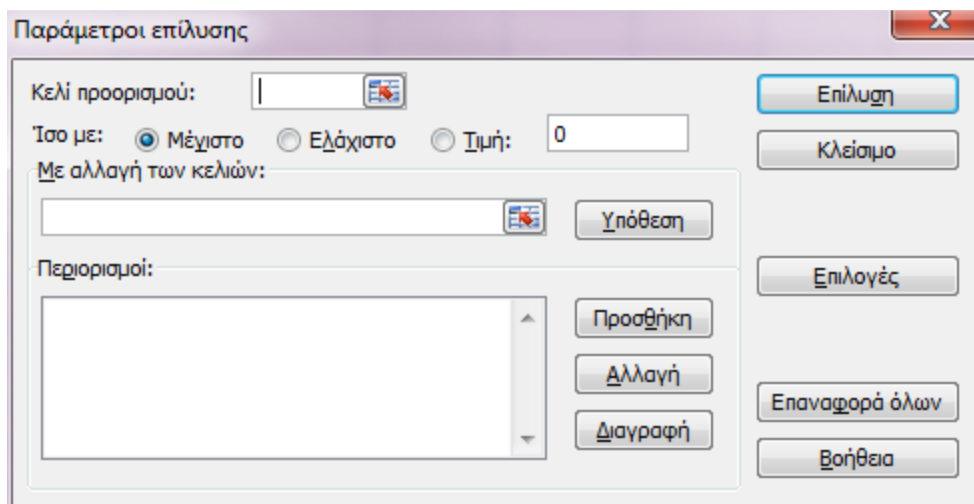 Παράμετροι επίλυσης
x
Κελί προορισμού:
Επίλυση
Ίσο με: Μέγιστο Ελάχιστο Τιμή: 0
Κλείσιμο
Με αλλαγή των κελιών:
Υπόθεση
Περιορισμοί:
Επιλογές
Προσθήκη
Αλλαγή
Επαναφορά όλων
Διαγραφή
Βοήθεια